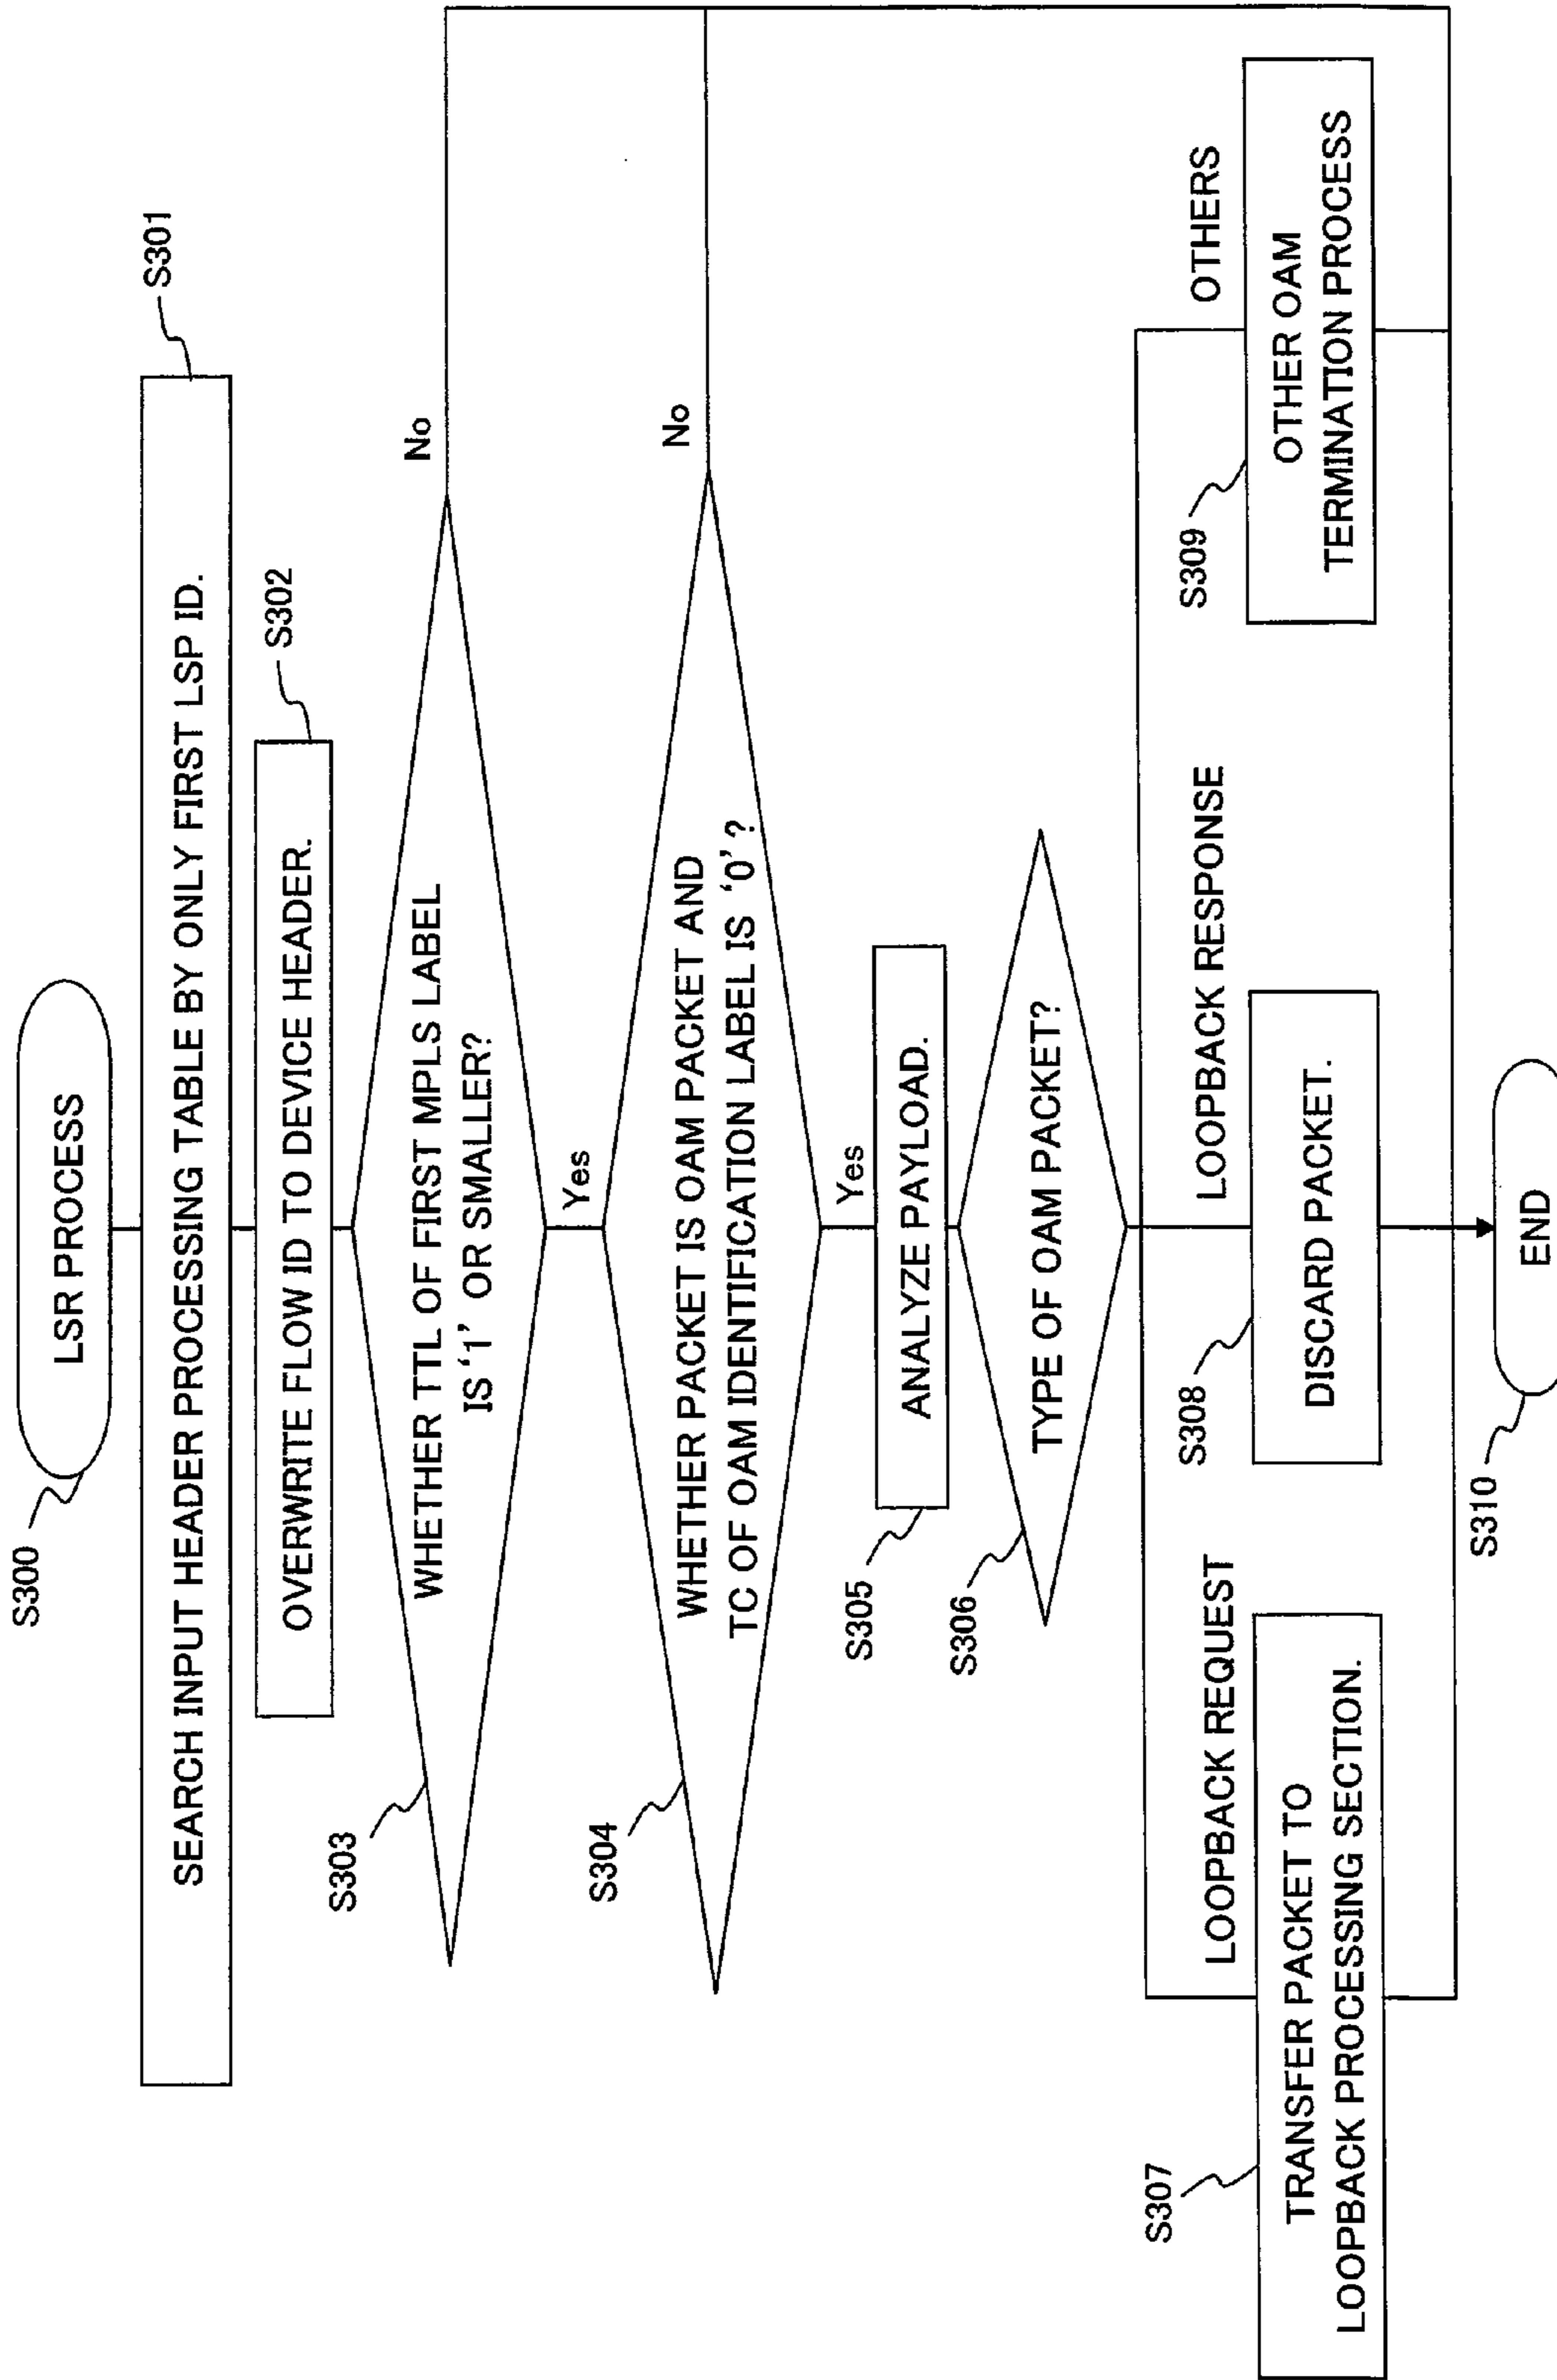 S300
LSR PROCESS
SEARCH INPUT HEADER PROCESSING TABLE BY ONLY FIRST LSP ID.
S301
OVERWRITE FLOW ID TO DEVICE HEADER.
S302
S303
WHETHER TTL OF FIRST MPLS LABEL
IS ‘1’ OR SMALLER?
No
Yes
S304
WHETHER PACKET IS OAM PACKET AND
TC OF OAM IDENTIFICATION LABEL IS ‘0’?
No
Yes
S305
ANALYZE PAYLOAD.
S306
TYPE OF OAM PACKET?
LOOPBACK REQUEST
S307
TRANSFER PACKET TO
LOOPBACK PROCESSING SECTION.
LOOPBACK RESPONSE
S308
DISCARD PACKET.
OTHERS
S309
OTHER OAM
TERMINATION PROCESS
S310
END